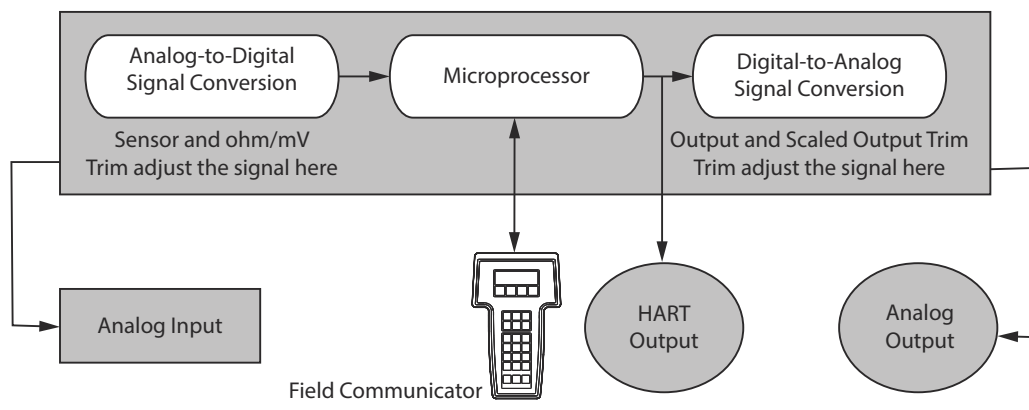 Analog-to-Digital
Signal Conversion
Microprocessor
Digital-to-Analog
Signal Conversion
Sensor and ohm/mV
Trim adjust the signal here
Output and Scaled Output Trim
Trim adjust the signal here
Analog Input
HART
Output
Analog
Output
Field Communicator